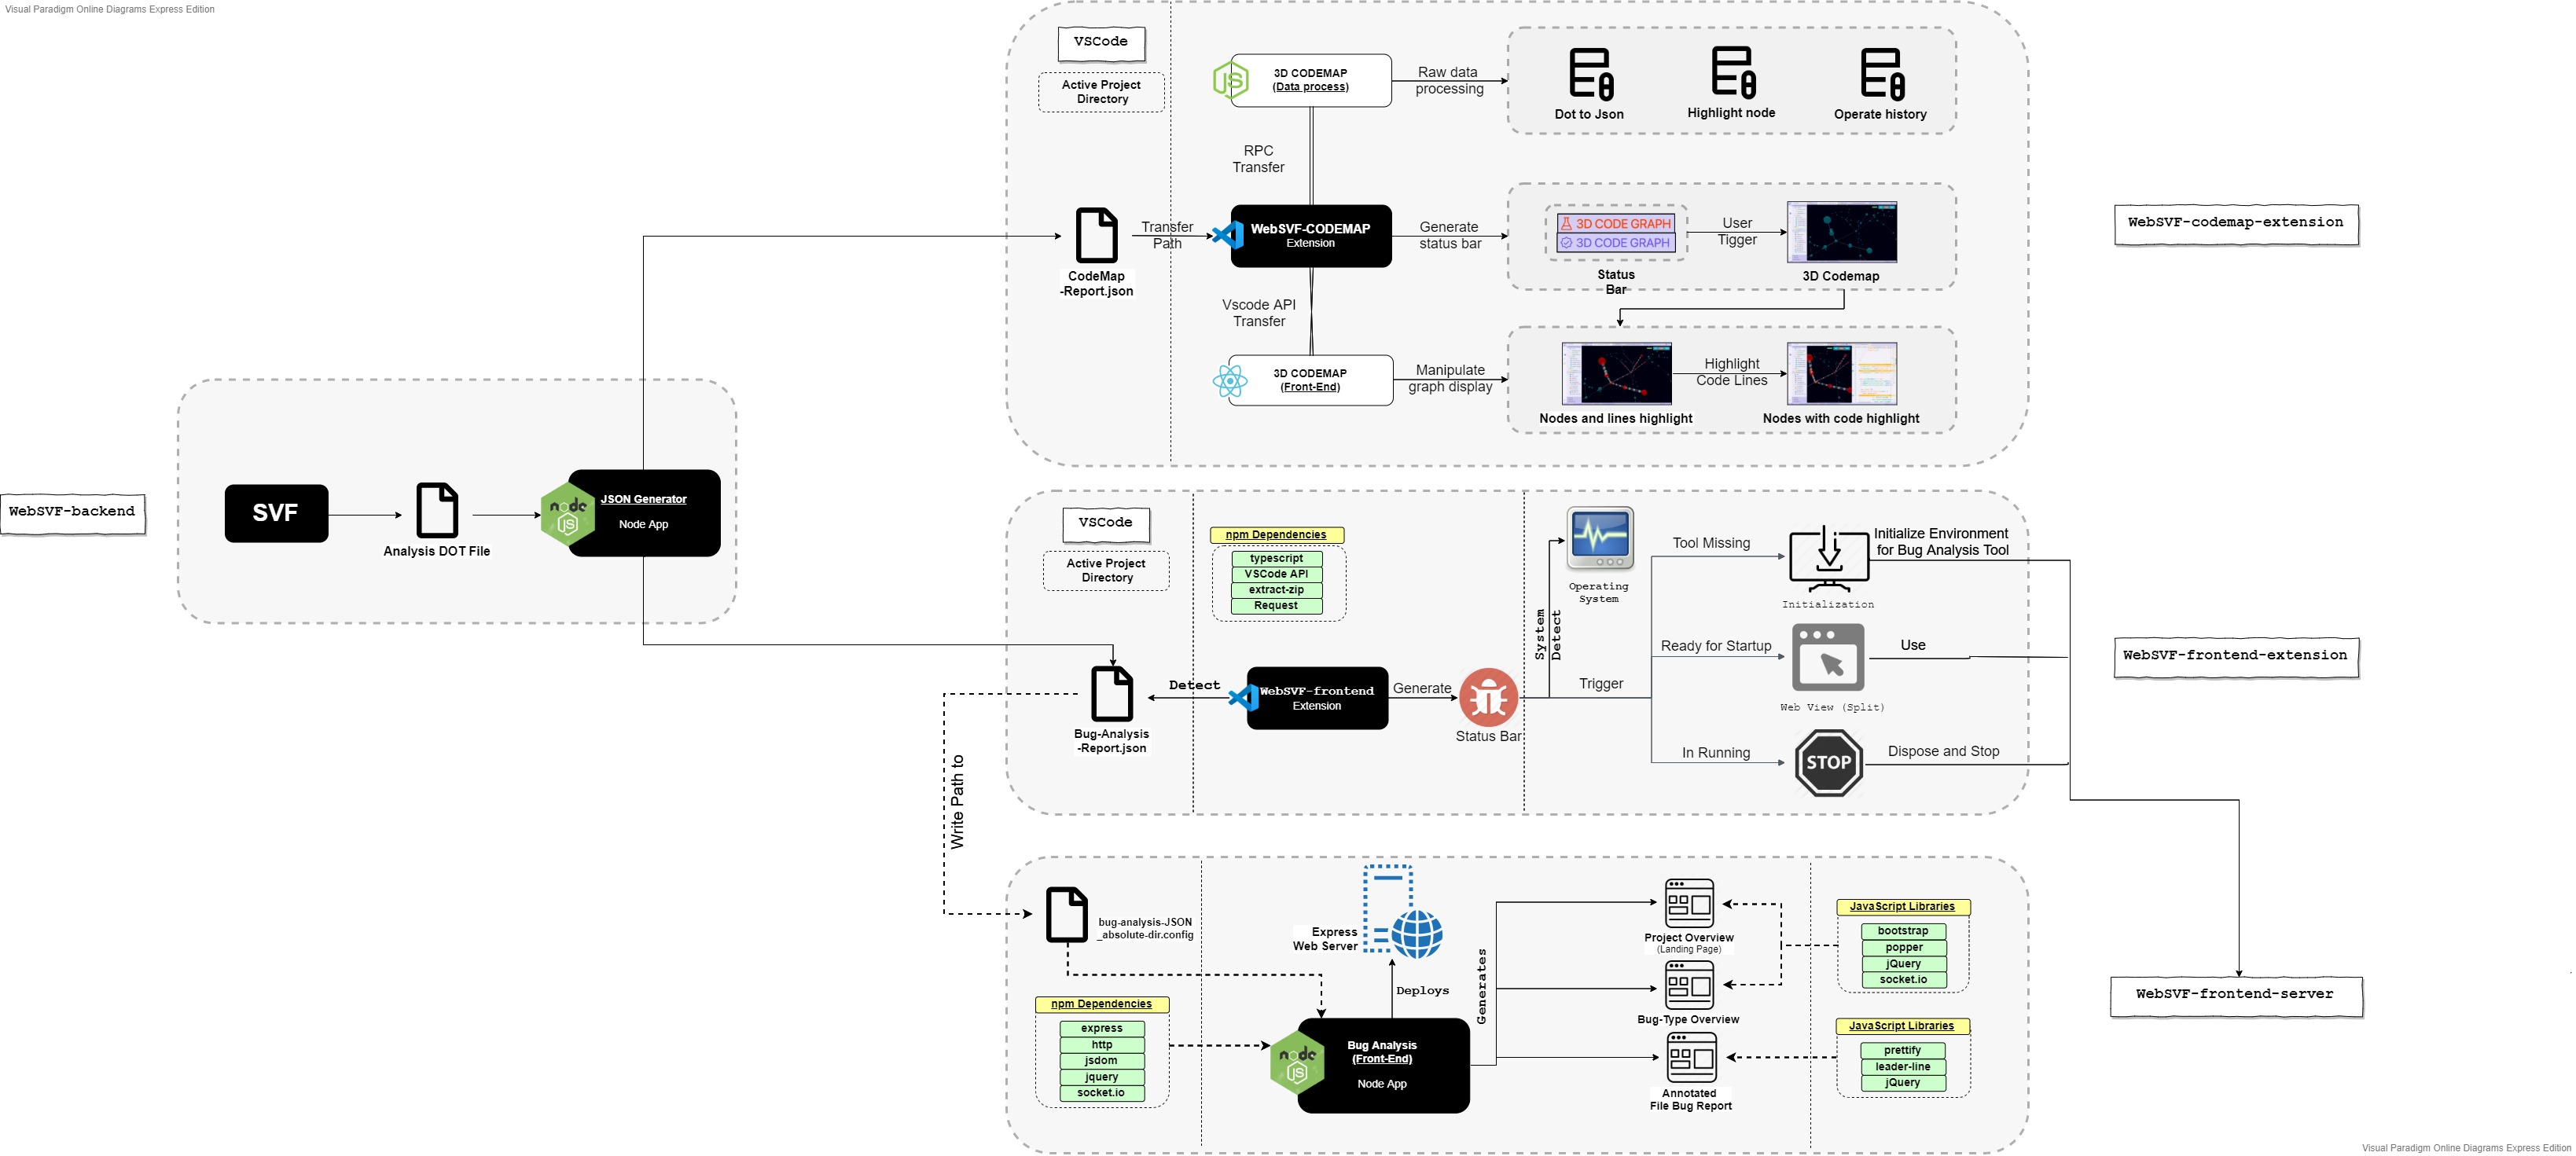 Visual Paradigm Online Diagrams Express Edition
WebSVF-backend
SVF
Analysis DOT File
node
JS
JSON Generator
Node App
VSCode
Active Project
Directory
CodeMap
-Report.json
Transfer
Path
JS
3D CODEMAP
(Data process)
Raw data
processing
Dot to Json
Highlight node
Operate history
RPC
Transfer
WebSVF-CODEMAP
Extension
Generate
status bar
3D CODE GRAPH
3D CODE GRAPH
Status
Bar
User
Tigger
3D Codemap
Vscode API
Transfer
3D CODEMAP
(Front-End)
Manipulate
graph display
Nodes and lines highlight
Highlight
Code Lines
Nodes with code highlight
WebSVF-codemap-extension
VSCode
Active Project
Directory
Bug-Analysis
-Report.json
npm Dependencies
typescript
VSCode API
extract-zip
Request
Detect
WebSVF-frontend
Extension
Generate
Status Bar
System
Detect
Operating
System
Trigger
Tool Missing
Ready for Startup
In Running
Initialization
Web View (Split)
STOP
Initialize Environment
for Bug Analysis Tool
Use
Dispose and Stop
WebSVF-frontend-extension
Write Path to
bug-analysis-JSON
_absolute-dir.config
npm Dependencies
express
http
jsdom
jquery
socket.io
Express
Web Server
Deploys
node
JS
Bug Analysis
(Front-End)
Node App
Generates
Project Overview
(Landing Page)
Bug-Type Overview
Annotated
File Bug Report
JavaScript Libraries
bootstrap
popper
jQuery
socket.io
JavaScript Libraries
prettify
leader-line
jQuery
WebSVF-frontend-server
Visual Paradigm Online Diagrams Express Edition